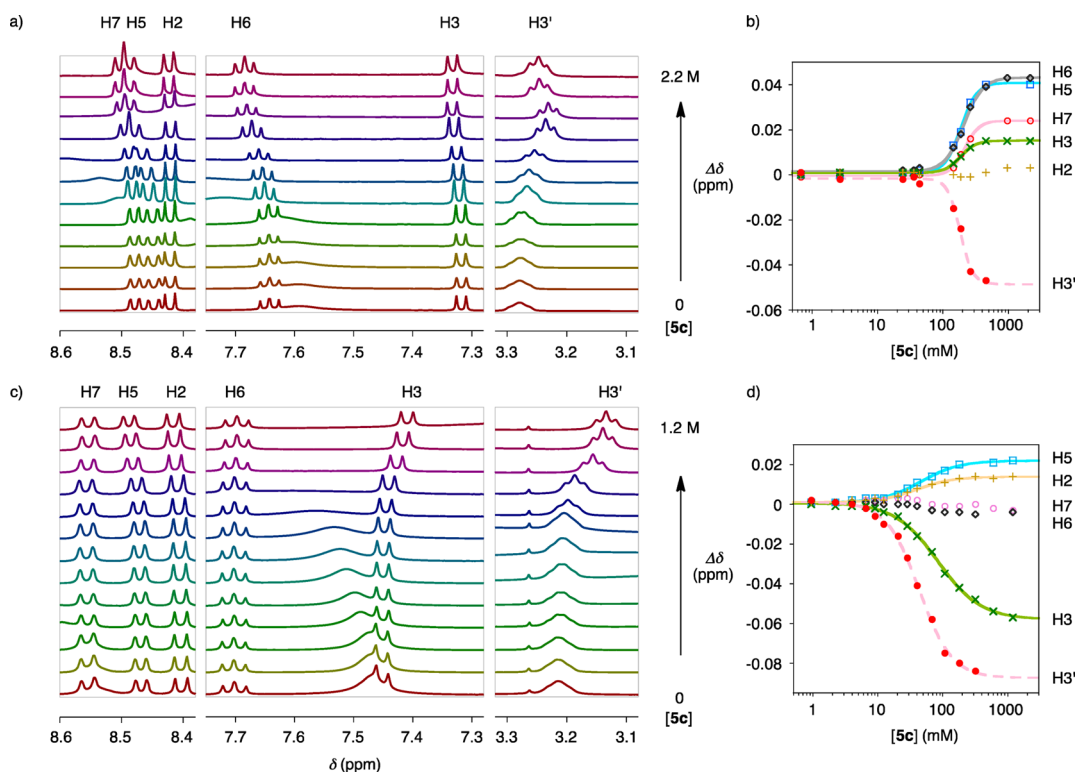 a) H7 H5 H2 H6 H3 H3'
2.2 M
0
[5c]
8.6 8.5 8.4 7.7 7.6 7.5 7.4 3.3 3.2 3.1
b)
H6
H5
H7
H3
H2
H3'
0.04
0.02
0
-0.02
-0.04
-0.06
Δδ
(ppm)
1 10 100 1000
[5c] (mM)
c) H7 H5 H2 H6 H3 H3'
1.2 M
0
[5c]
8.6 8.5 8.4 7.7 7.6 7.5 7.4 3.3 3.2 3.1
δ (ppm)
d)
H5
H2
H7
H6
H3
H3'
0.02
0
-0.02
-0.04
-0.06
-0.08
Δδ
(ppm)
1 10 100 1000
[5c] (mM)